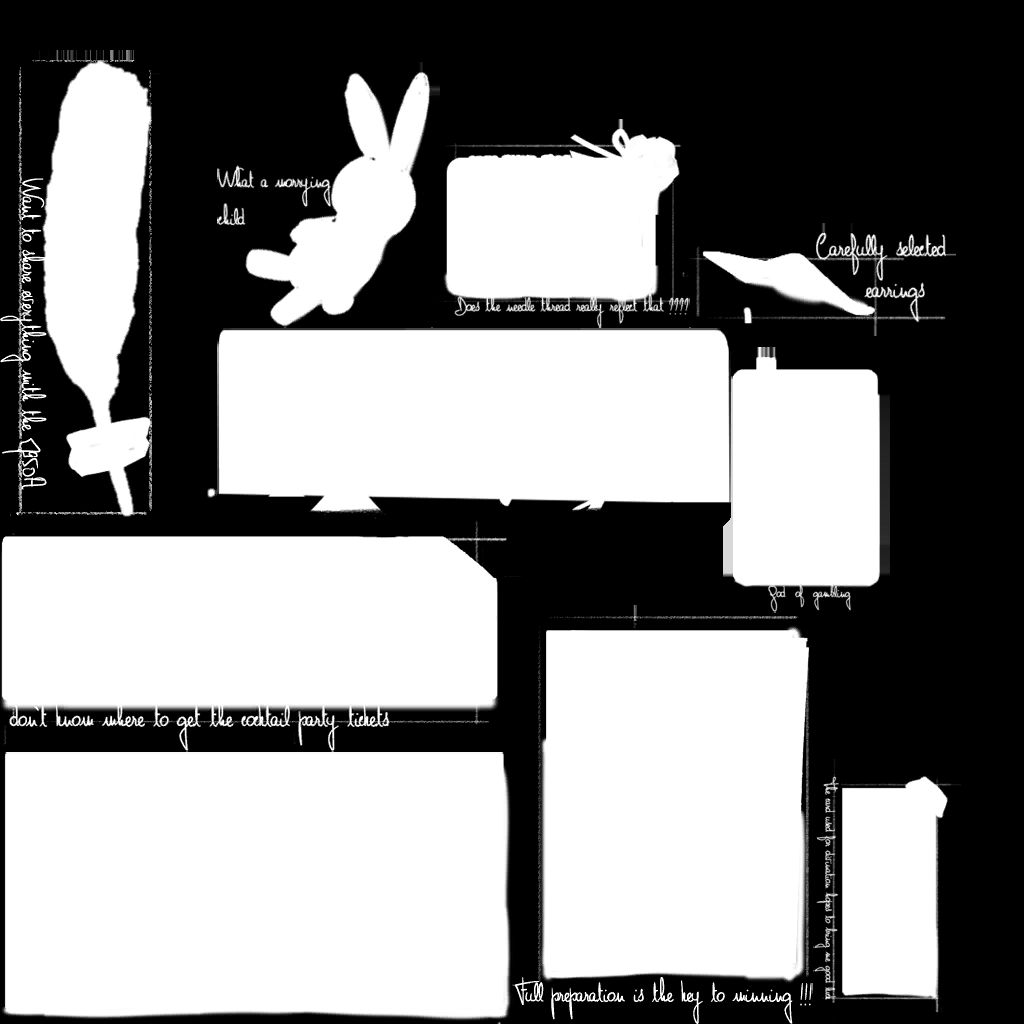 Want to share everything with the
What a worrying
child
Does the needle thread really reflect that ????
Carefully selected
earrings
God of gambling
don't know where to get the cocktail party tickets
The card used for divination hopes to bring me good luck
Full preparation is the key to winning !!!